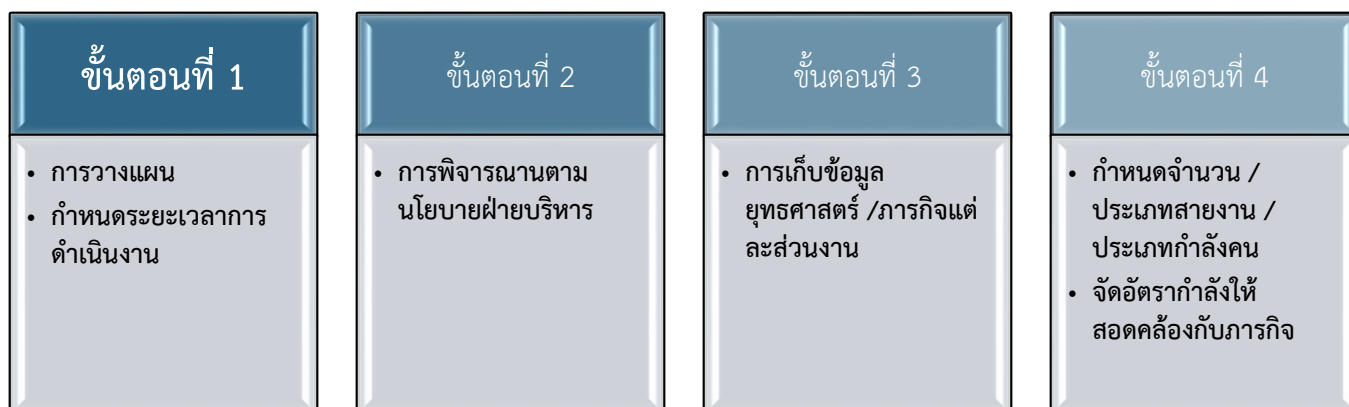 ขั้นตอนที่ 1
• การวางแผน
• กำหนดระยะเวลาการ
ดำเนินงาน
ขั้นตอนที่ 2
• การพิจารณานตาม
นโยบายฝ่ายบริหาร
ขั้นตอนที่ 3
• การเก็บข้อมูล
ยุทธศาสตร์ /ภารกิจแต่
ละส่วนงาน
ขั้นตอนที่ 4
• กำหนดจำนวน /
ประเภทสายงาน /
ประเภทกำลังคน
• จัดอัตรากำลังให้
สอดคล้องกับภารกิจ